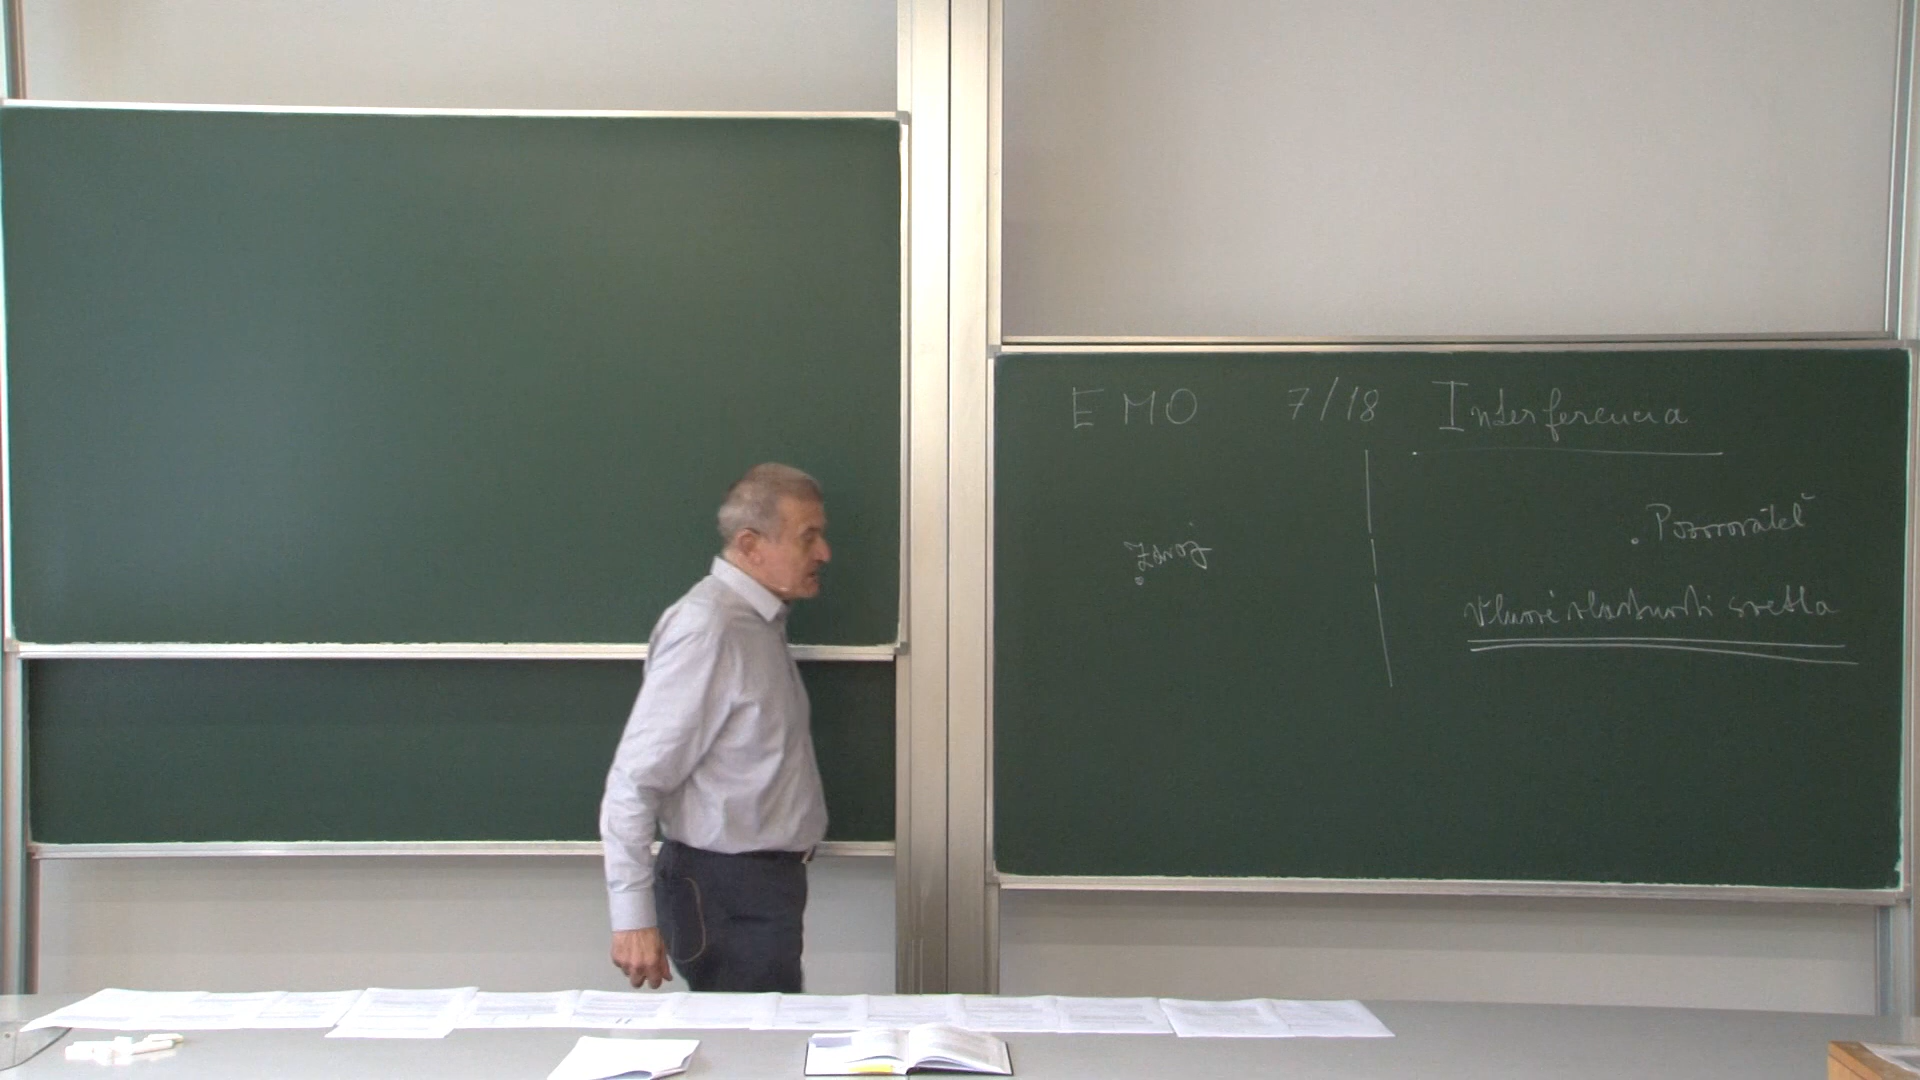 EMO 7/18 Interferencia
Zdroj
Pozorovateľ
Vlnové vlastnosti svetla